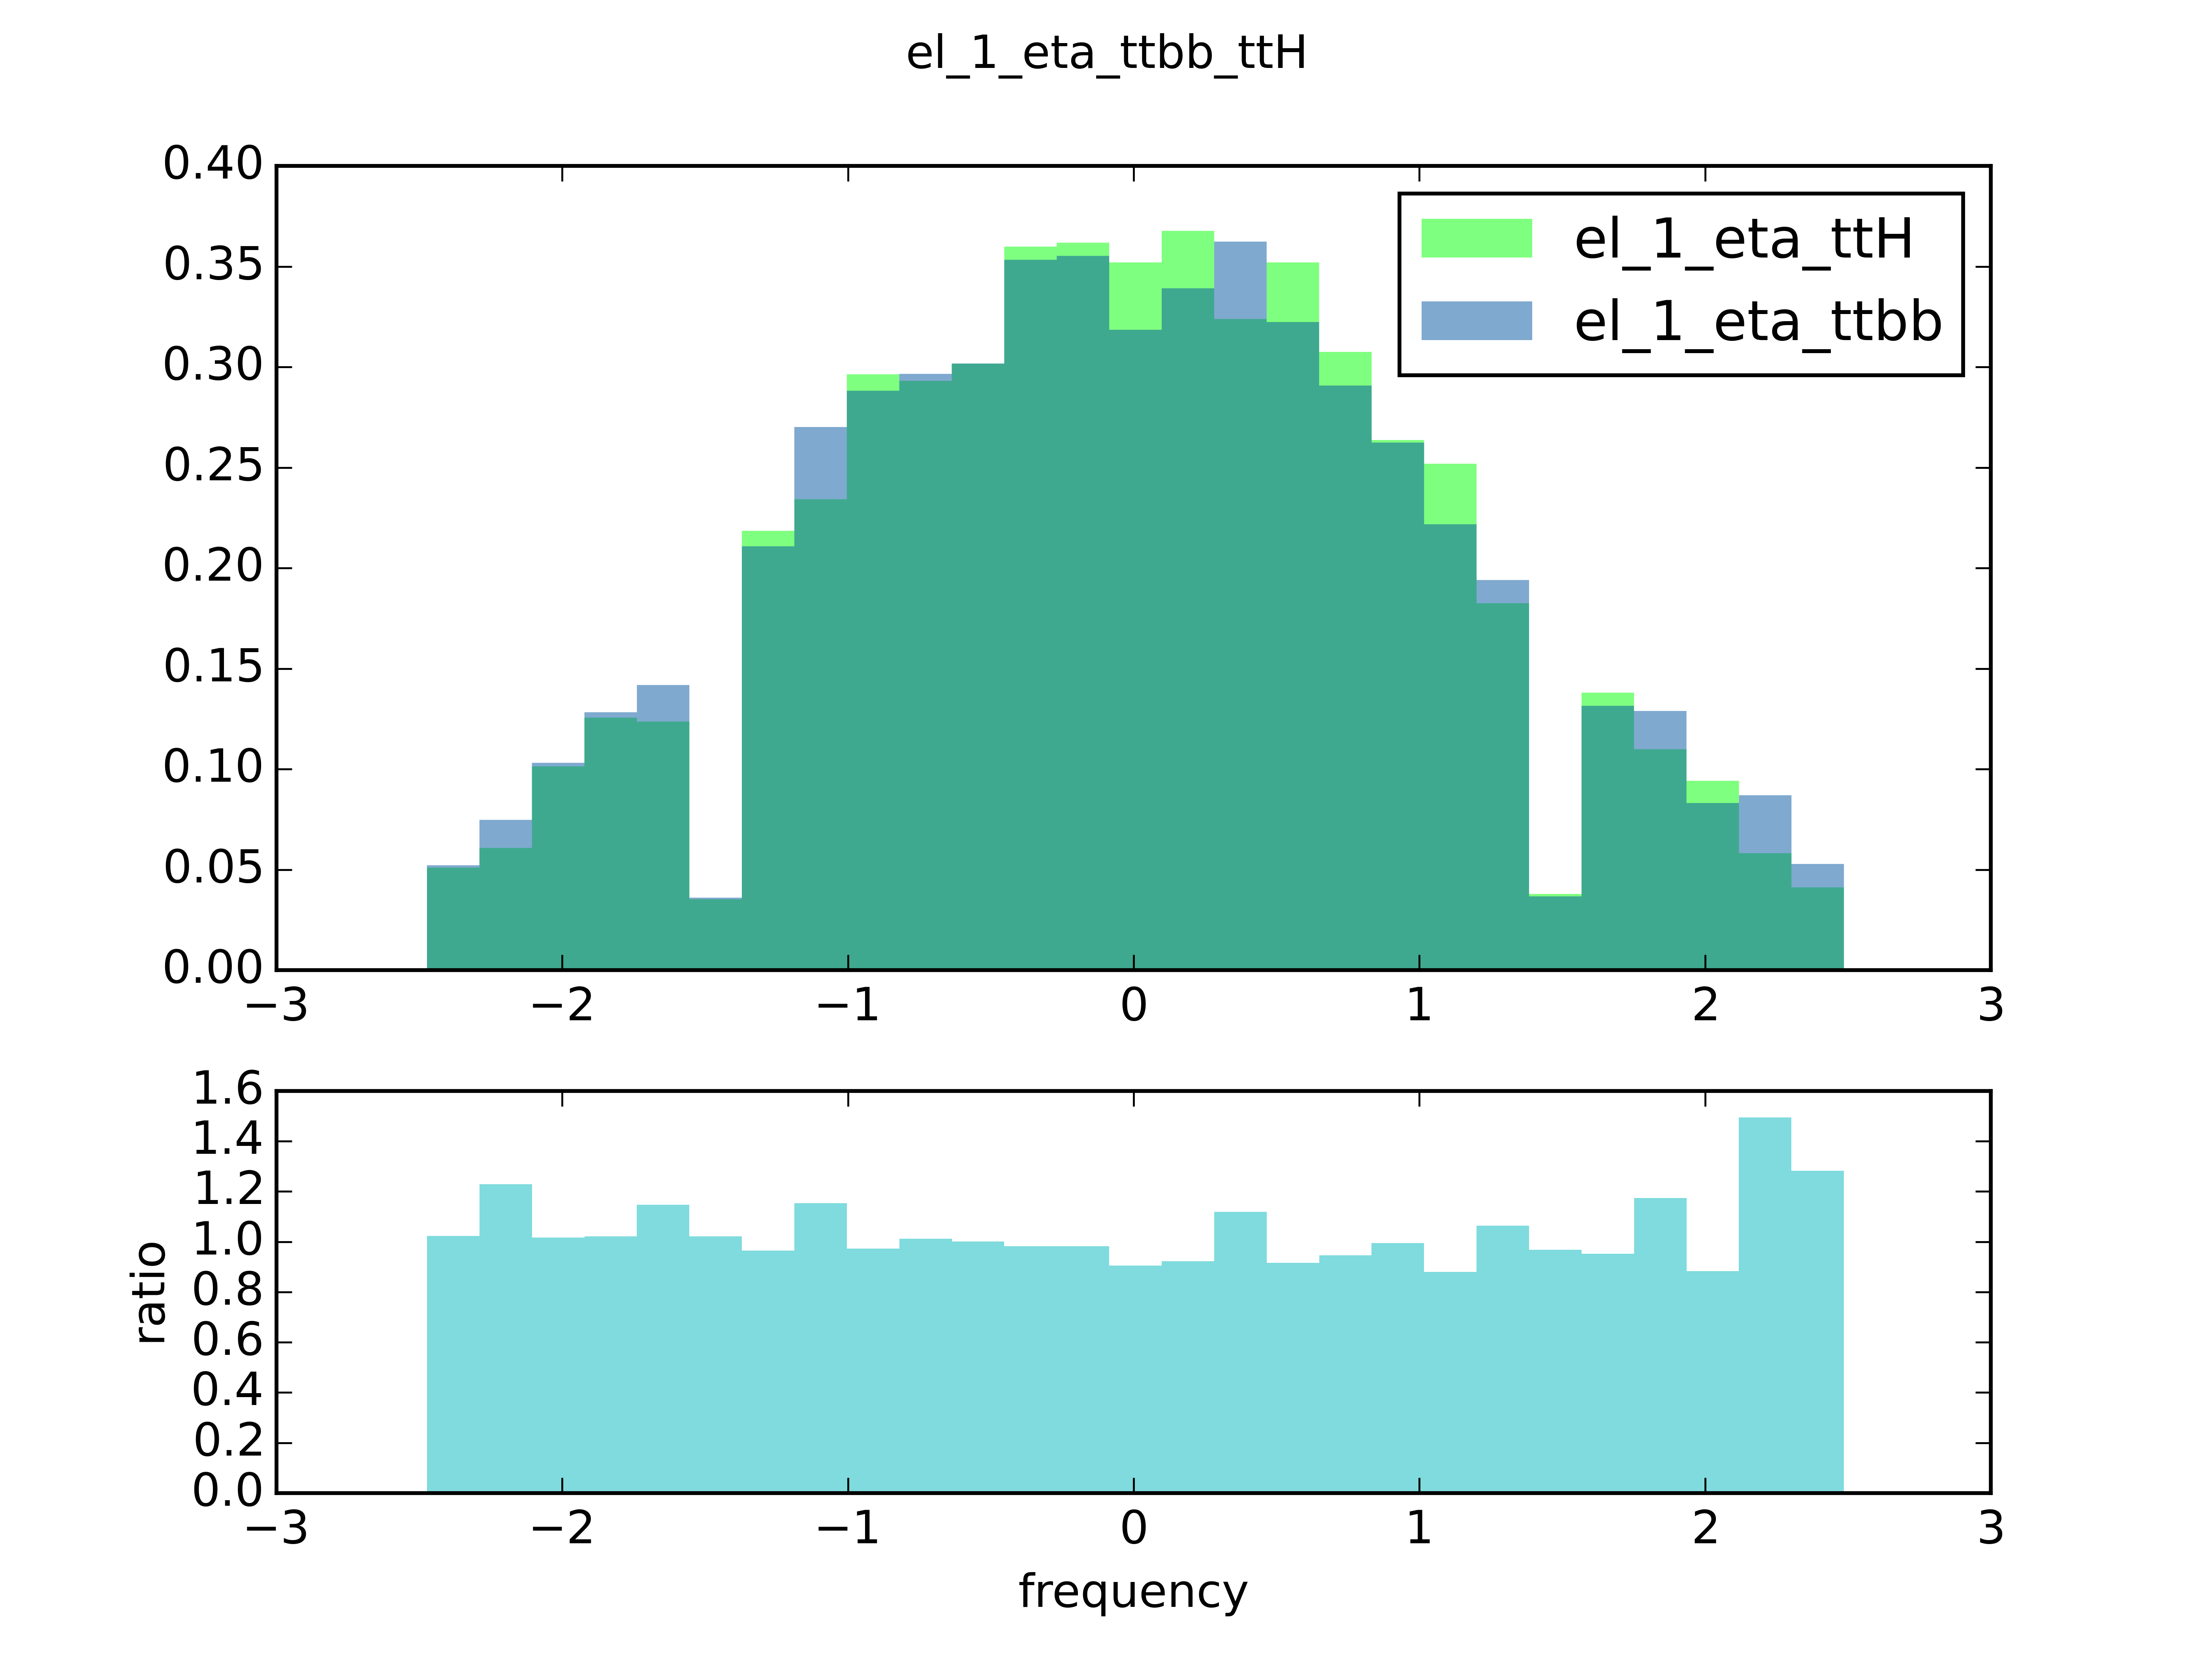 el_1_eta_ttbb_ttH
0.40
0.35
0.30
0.25
0.20
0.15
0.10
0.05
0.00
−3 −2 −1 0 1 2 3
el_1_eta_ttH
el_1_eta_ttbb
1.6
1.4
1.2
1.0
0.8
0.6
0.4
0.2
0.0
ratio
−3 −2 −1 0 1 2 3
frequency